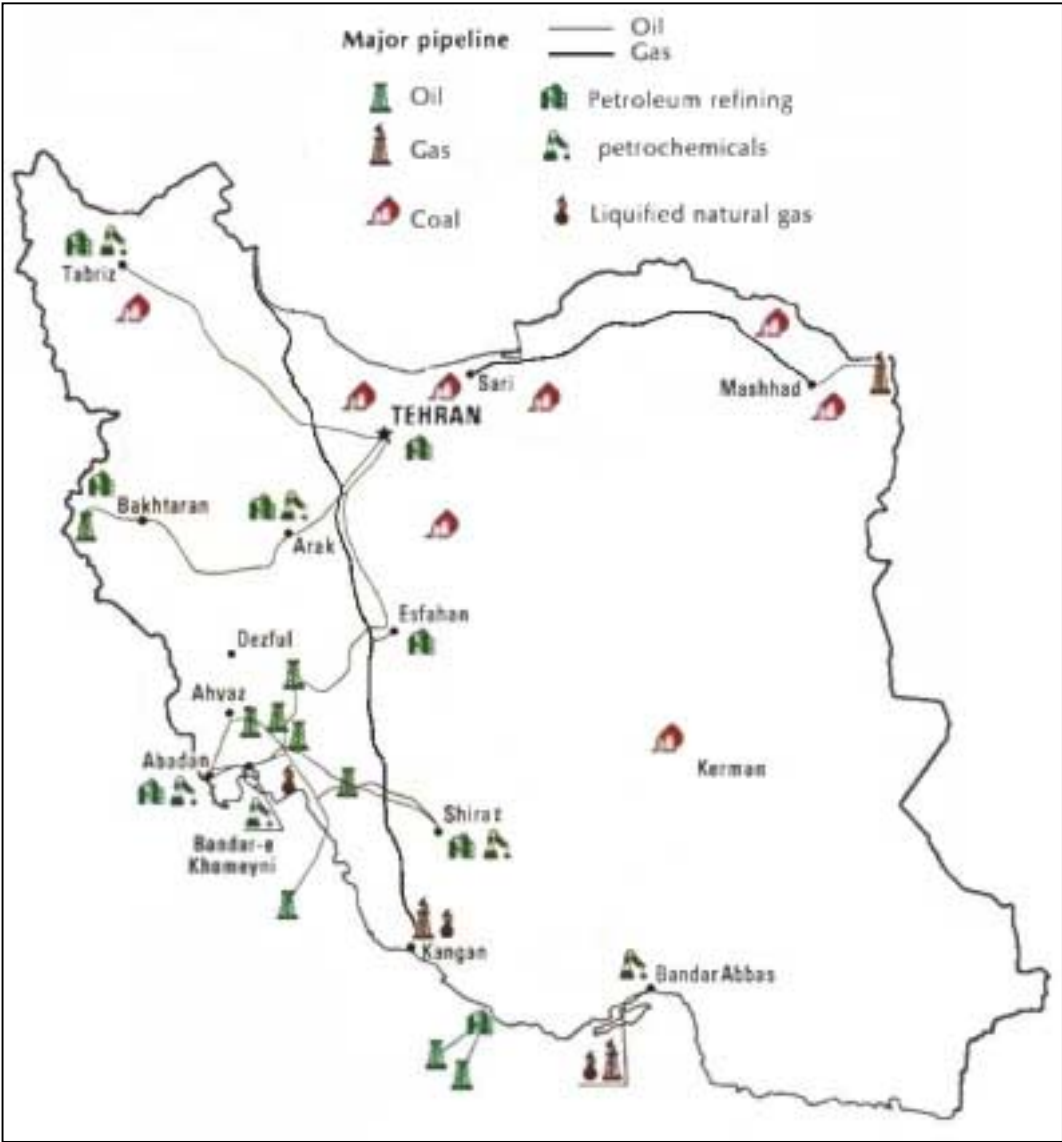 Major pipeline
Oil
Gas
Oil
Petroleum refining
Gas
petrochemicals
Coal
Liquified natural gas
Tabriz
Sari
Mashhad
TEHRAN
Bakhtaran
Arak
Esfahan
Dezful
Ahvaz
Abadan
Kerman
Shiraz
Bandar-e
Khomeyni
Kangan
Bandar Abbas